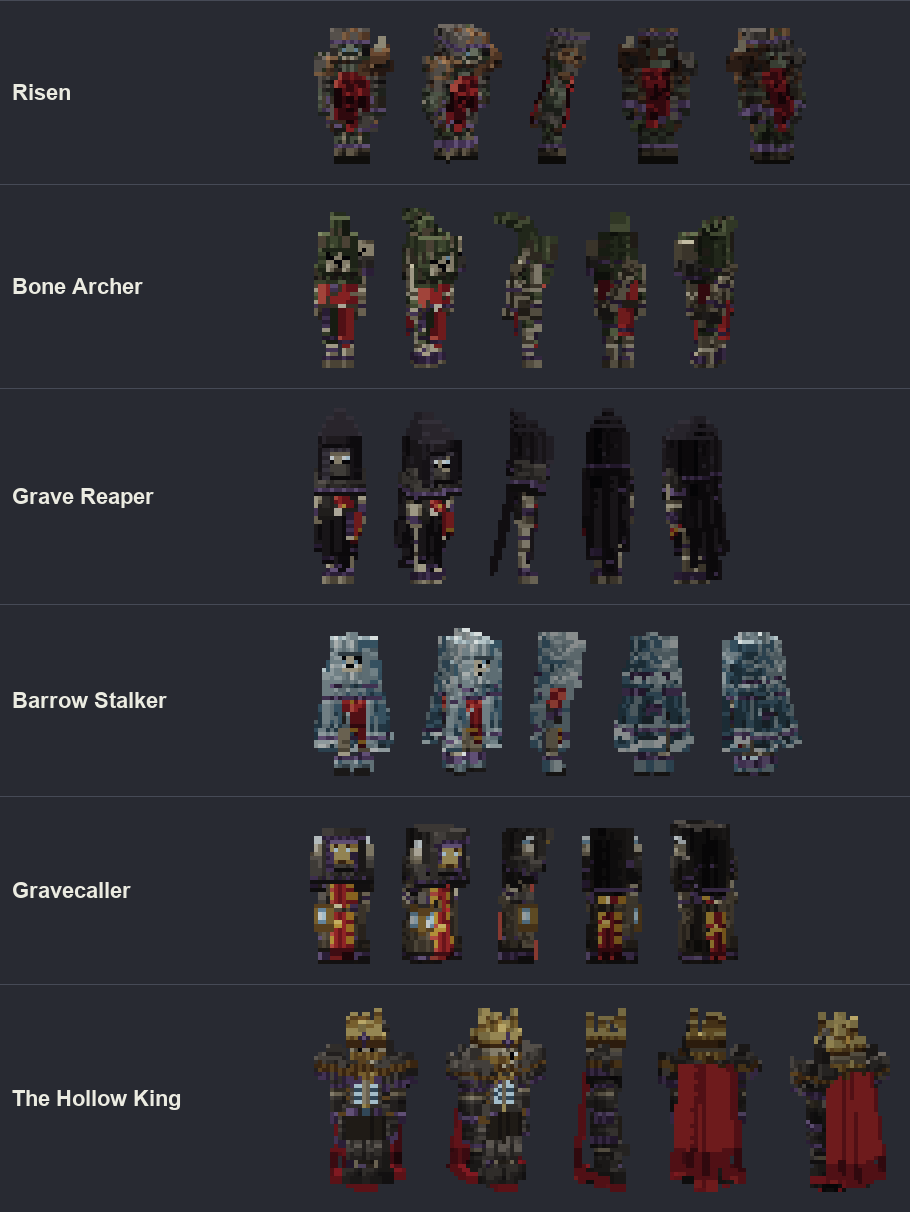 Risen
Bone Archer
Grave Reaper
Barrow Stalker
Gravecaller
The Hollow King